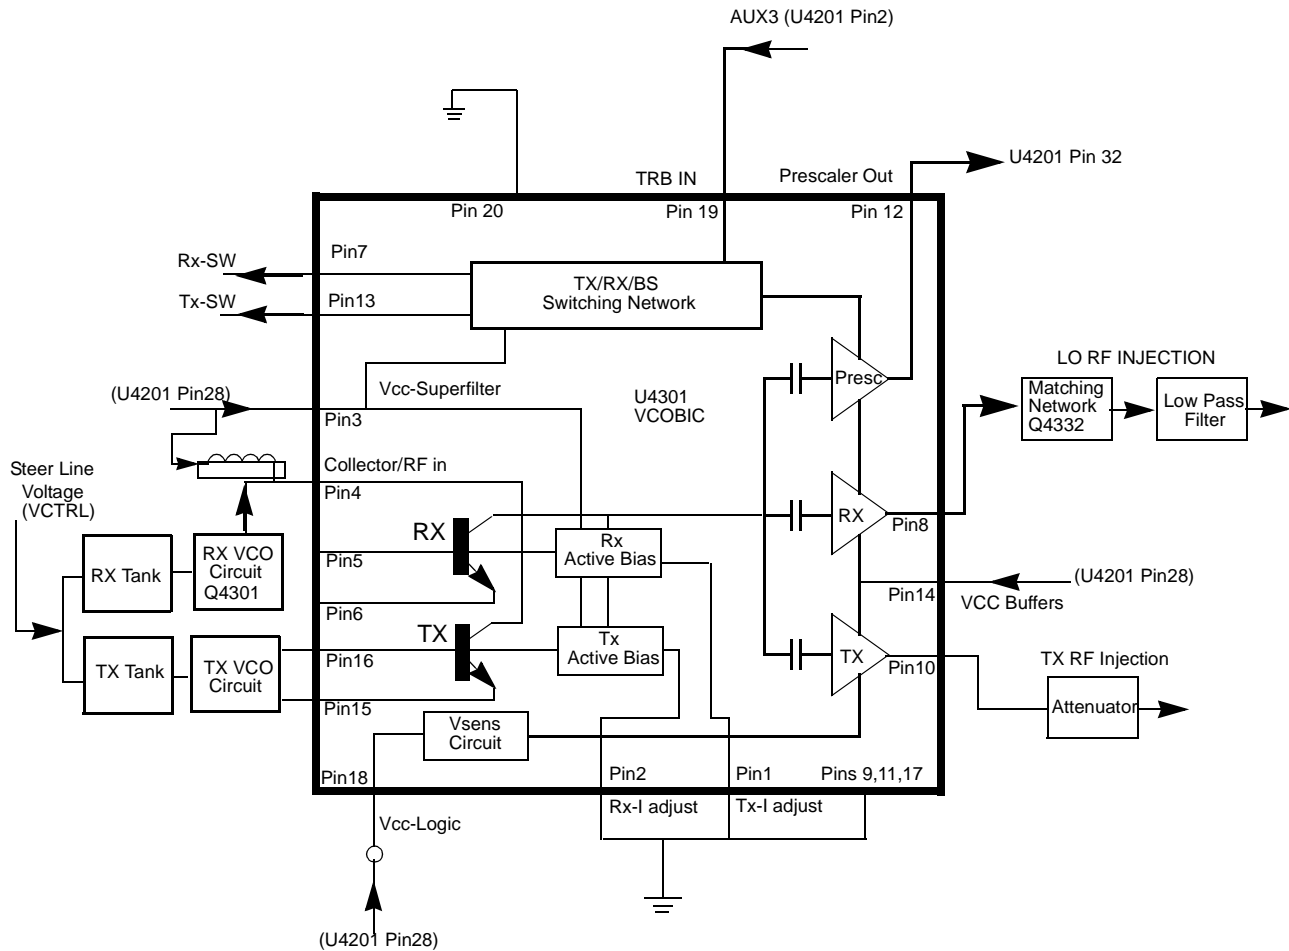 AUX3 (U4201 Pin2)
U4201 Pin 32
TRB IN
Prescaler Out
Pin 20
Pin 19
Pin 12
Rx-SW
Pin7
TX/RX/BS
Switching Network
Tx-SW
Pin13
Presc
LO RF INJECTION
(U4201 Pin28)
Vcc-Superfilter
U4301
VCOBIC
Matching
Network
Q4332
Low Pass
Filter
Pin3
Steer Line
Voltage
(VCTRL)
Collector/RF in
Pin4
RX
RX
Pin8
RX Tank
RX VCO
Circuit
Q4301
Pin5
Rx
Active Bias
(U4201 Pin28)
Pin14
VCC Buffers
Pin6
TX
Tx
Active Bias
TX
Pin16
Pin10
TX RF Injection
TX Tank
TX VCO
Circuit
Pin15
Attenuator
Vsens
Circuit
Pin18
Pin2
Pin1
Pins 9,11,17
Rx-I adjust
Tx-I adjust
Vcc-Logic
(U4201 Pin28)